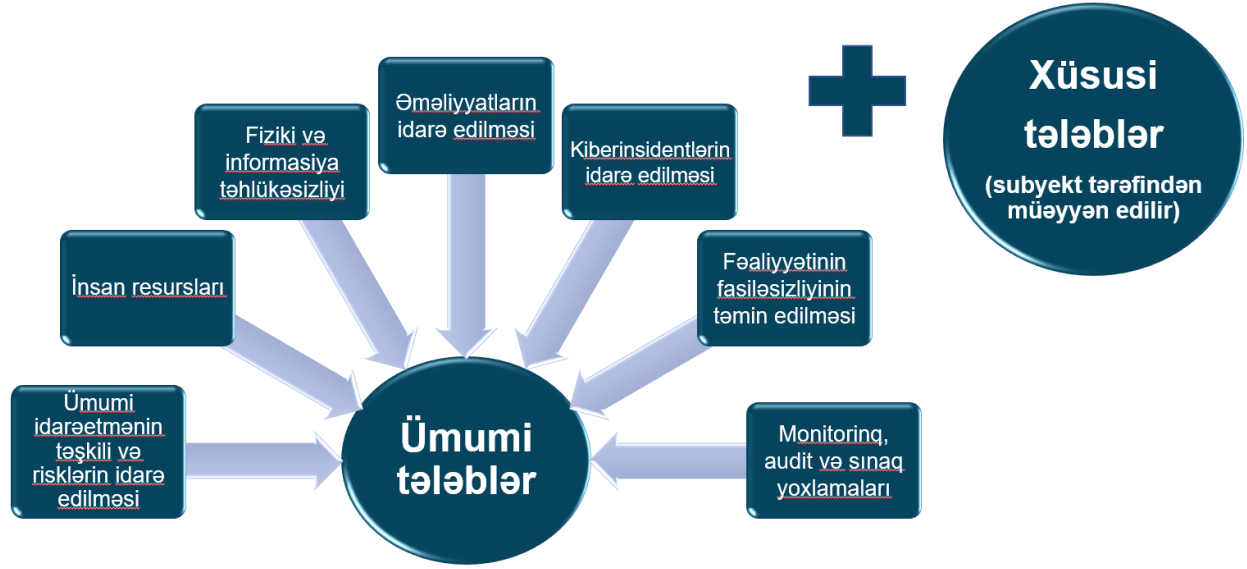 Ümumi
idarəetmənin
təşkili və
risklərin idarə
edilməsi
İnsan resursları
Fiziki və
informasiya
təhlükəsizliyi
Əməliyyatların
idarə edilməsi
Kiberinsidentlərin
idarə edilməsi
Fəaliyyətinin
fasiləsizliyinin
təmin edilməsi
Monitorinq,
audit və sınaq
yoxlamaları
Ümumi
tələblər
Xüsusi
tələblər
(subyekt tərəfindən
müəyyən edilir)